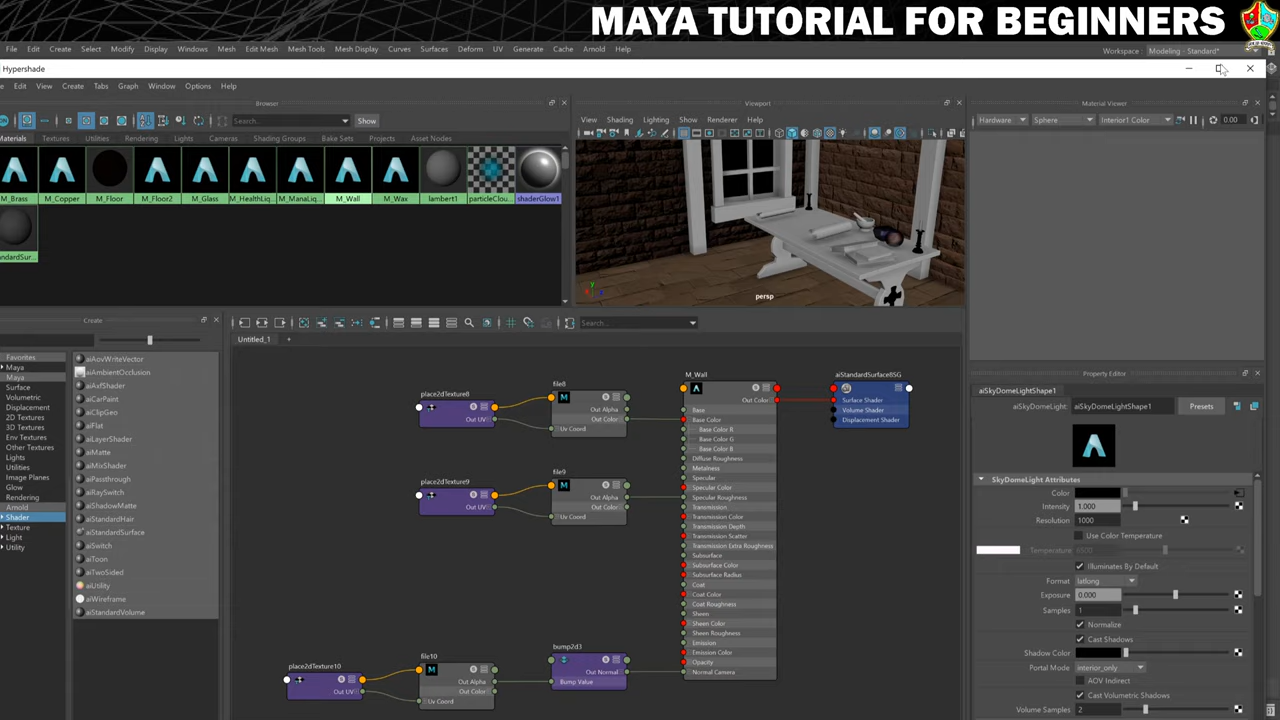 MAYA TUTORIAL FOR BEGINNERS
File Edit Create Select Modify Display Windows Mesh Edit Mesh Mesh Tools Mesh Display Curves Surfaces Deform UV Generate Cache Arnold Help
Workspace : Modeling - Standard*
Hypershade
Edit View Create Tabs Graph Window Options Help
Browser
Search...
Show
Materials Textures Utilities Rendering Lights Cameras Shading Groups Bake Sets Projects Asset Nodes
M_Brass M_Copper M_Floor M_Floor2 M_Glass M_HealthLiq... M_ManaLiq... M_Wall M_Wax lambert1 particleClou... shaderGlow1
Viewport
View Shading Lighting Show Renderer Help
persp
Material Viewer
Hardware Sphere Interior1 Color 0.00
Create
Favorites
Maya
Maya
Surface
Volumetric
Displacement
2D Textures
3D Textures
Env Textures
Other Textures
Lights
Utilities
Image Planes
Glow
Rendering
Arnold
Shader
Texture
Light
Utility
aiAovWriteVector
aiAmbientOcclusion
aiAxfShader
aiCarPaint
aiClipGeo
aiFlat
aiLayerShader
aiMatte
aiMixShader
aiPassthrough
aiRaySwitch
aiShadowMatte
aiStandardHair
aiStandardSurface
aiSwitch
aiToon
aiTwoSided
aiUtility
aiWireframe
aiStandardVolume
Search...
Untitled_1 +
place2dTexture8
Out UV
file8
Out Alpha
Out Color
Uv Coord
place2dTexture9
Out UV
file9
Out Alpha
Out Color
Uv Coord
place2dTexture10
Out UV
file10
Out Alpha
Out Color
Uv Coord
bump2d3
Out Normal
Bump Value
M_Wall
Out Color
Base
Base Color
Base Color R
Base Color G
Base Color B
Diffuse Roughness
Metalness
Specular
Specular Color
Specular Roughness
Transmission
Transmission Color
Transmission Depth
Transmission Scatter
Transmission Extra Roughness
Subsurface
Subsurface Color
Subsurface Radius
Coat
Coat Color
Coat Roughness
Sheen
Sheen Color
Sheen Roughness
Emission
Emission Color
Opacity
Normal Camera
aiStandardSurface8SG
Surface Shader
Volume Shader
Displacement Shader
Property Editor
aiSkyDomeLightShape1
aiSkyDomeLight: aiSkyDomeLightShape1 Presets
SkyDomeLight Attributes
Color
Intensity 1.000
Resolution 1000
Use Color Temperature
Temperature 6500
Illuminates By Default
Format latlong
Exposure 0.000
Samples 1
Normalize
Cast Shadows
Shadow Color
Portal Mode interior_only
AOV Indirect
Cast Volumetric Shadows
Volume Samples 2